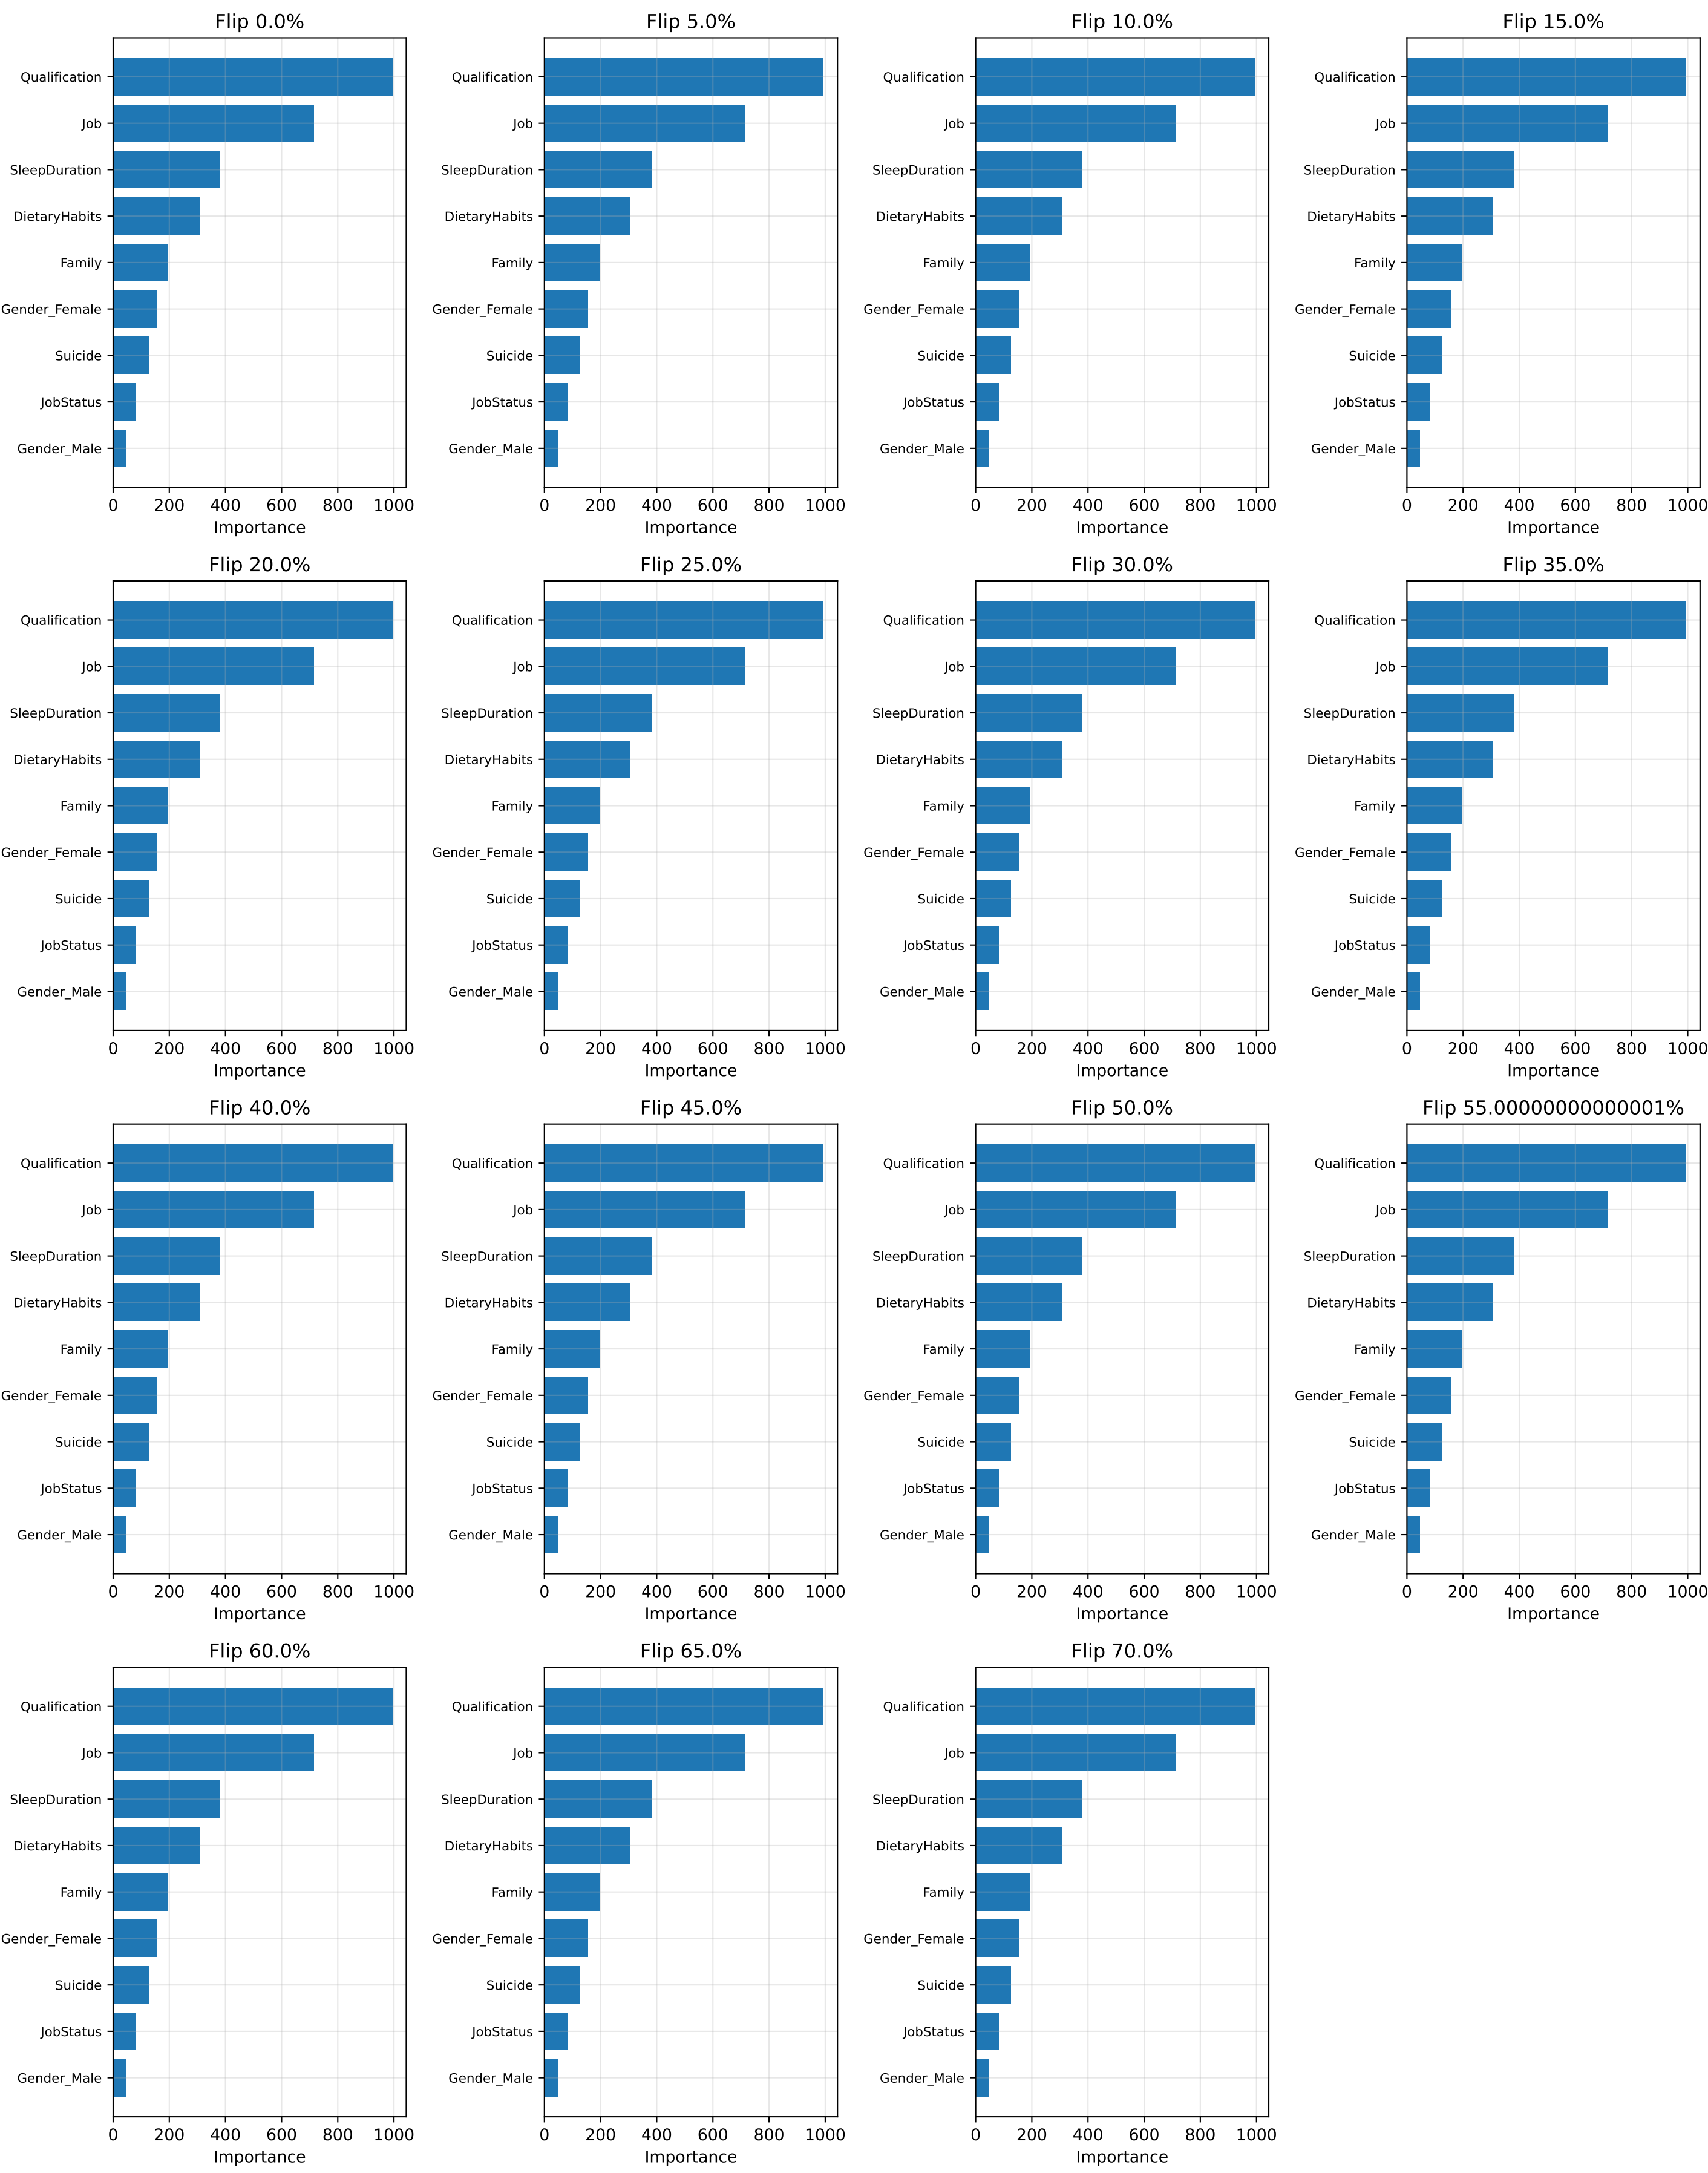 Flip 0.0%
Qualification
Job
SleepDuration
DietaryHabits
Family
Gender_Female
Suicide
JobStatus
Gender_Male
0 200 400 600 800 1000
Importance
Flip 5.0%
Qualification
Job
SleepDuration
DietaryHabits
Family
Gender_Female
Suicide
JobStatus
Gender_Male
0 200 400 600 800 1000
Importance
Flip 10.0%
Qualification
Job
SleepDuration
DietaryHabits
Family
Gender_Female
Suicide
JobStatus
Gender_Male
0 200 400 600 800 1000
Importance
Flip 15.0%
Qualification
Job
SleepDuration
DietaryHabits
Family
Gender_Female
Suicide
JobStatus
Gender_Male
0 200 400 600 800 1000
Importance
Flip 20.0%
Qualification
Job
SleepDuration
DietaryHabits
Family
Gender_Female
Suicide
JobStatus
Gender_Male
0 200 400 600 800 1000
Importance
Flip 25.0%
Qualification
Job
SleepDuration
DietaryHabits
Family
Gender_Female
Suicide
JobStatus
Gender_Male
0 200 400 600 800 1000
Importance
Flip 30.0%
Qualification
Job
SleepDuration
DietaryHabits
Family
Gender_Female
Suicide
JobStatus
Gender_Male
0 200 400 600 800 1000
Importance
Flip 35.0%
Qualification
Job
SleepDuration
DietaryHabits
Family
Gender_Female
Suicide
JobStatus
Gender_Male
0 200 400 600 800 1000
Importance
Flip 40.0%
Qualification
Job
SleepDuration
DietaryHabits
Family
Gender_Female
Suicide
JobStatus
Gender_Male
0 200 400 600 800 1000
Importance
Flip 45.0%
Qualification
Job
SleepDuration
DietaryHabits
Family
Gender_Female
Suicide
JobStatus
Gender_Male
0 200 400 600 800 1000
Importance
Flip 50.0%
Qualification
Job
SleepDuration
DietaryHabits
Family
Gender_Female
Suicide
JobStatus
Gender_Male
0 200 400 600 800 1000
Importance
Flip 55.00000000000001%
Qualification
Job
SleepDuration
DietaryHabits
Family
Gender_Female
Suicide
JobStatus
Gender_Male
0 200 400 600 800 1000
Importance
Flip 60.0%
Qualification
Job
SleepDuration
DietaryHabits
Family
Gender_Female
Suicide
JobStatus
Gender_Male
0 200 400 600 800 1000
Importance
Flip 65.0%
Qualification
Job
SleepDuration
DietaryHabits
Family
Gender_Female
Suicide
JobStatus
Gender_Male
0 200 400 600 800 1000
Importance
Flip 70.0%
Qualification
Job
SleepDuration
DietaryHabits
Family
Gender_Female
Suicide
JobStatus
Gender_Male
0 200 400 600 800 1000
Importance